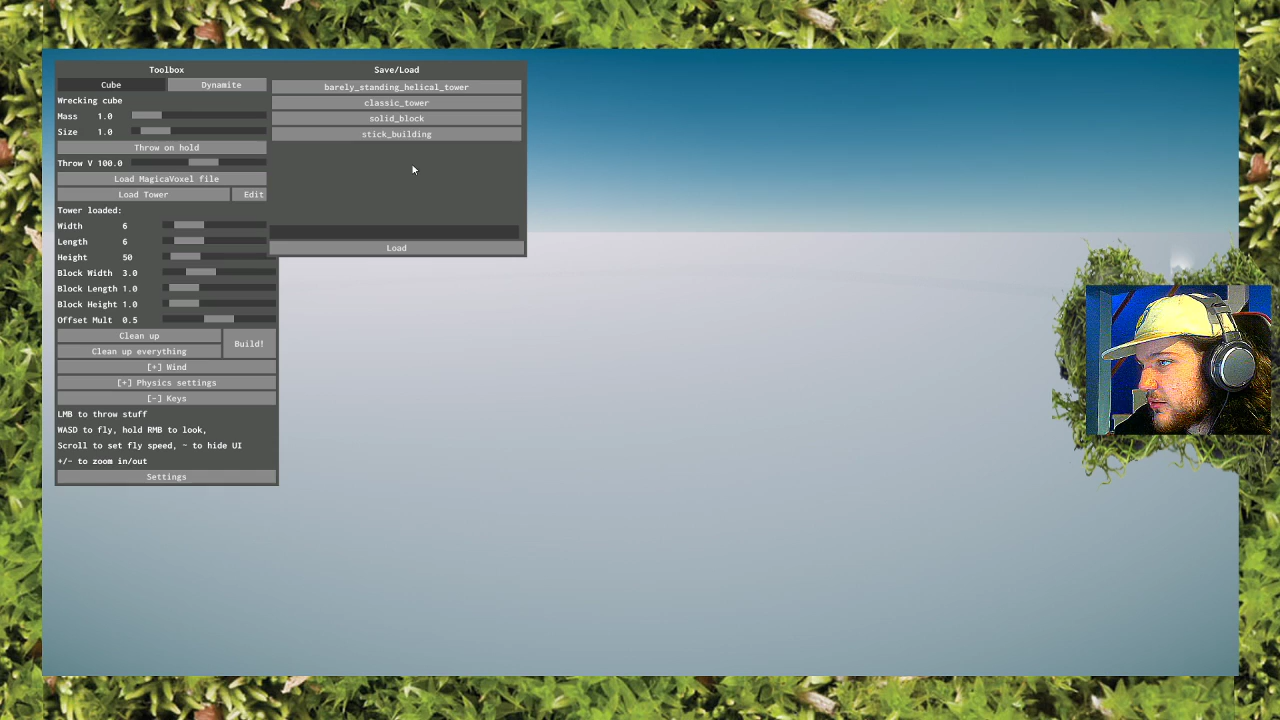 Toolbox
Cube
Dynamite
Wrecking cube
Mass 1.0
Size 1.0
Throw on hold
Throw V 100.0
Load MagicaVoxel file
Load Tower
Edit
Tower loaded:
Width 6
Length 6
Height 50
Block Width 3.0
Block Length 1.0
Block Height 1.0
Offset Mult 0.5
Clean up
Clean up everything
Build!
[+] Wind
[+] Physics settings
[-] Keys
LMB to throw stuff
WASD to fly, hold RMB to look,
Scroll to set fly speed, ~ to hide UI
+/- to zoom in/out
Settings
Save/Load
barely_standing_helical_tower
classic_tower
solid_block
stick_building
Load